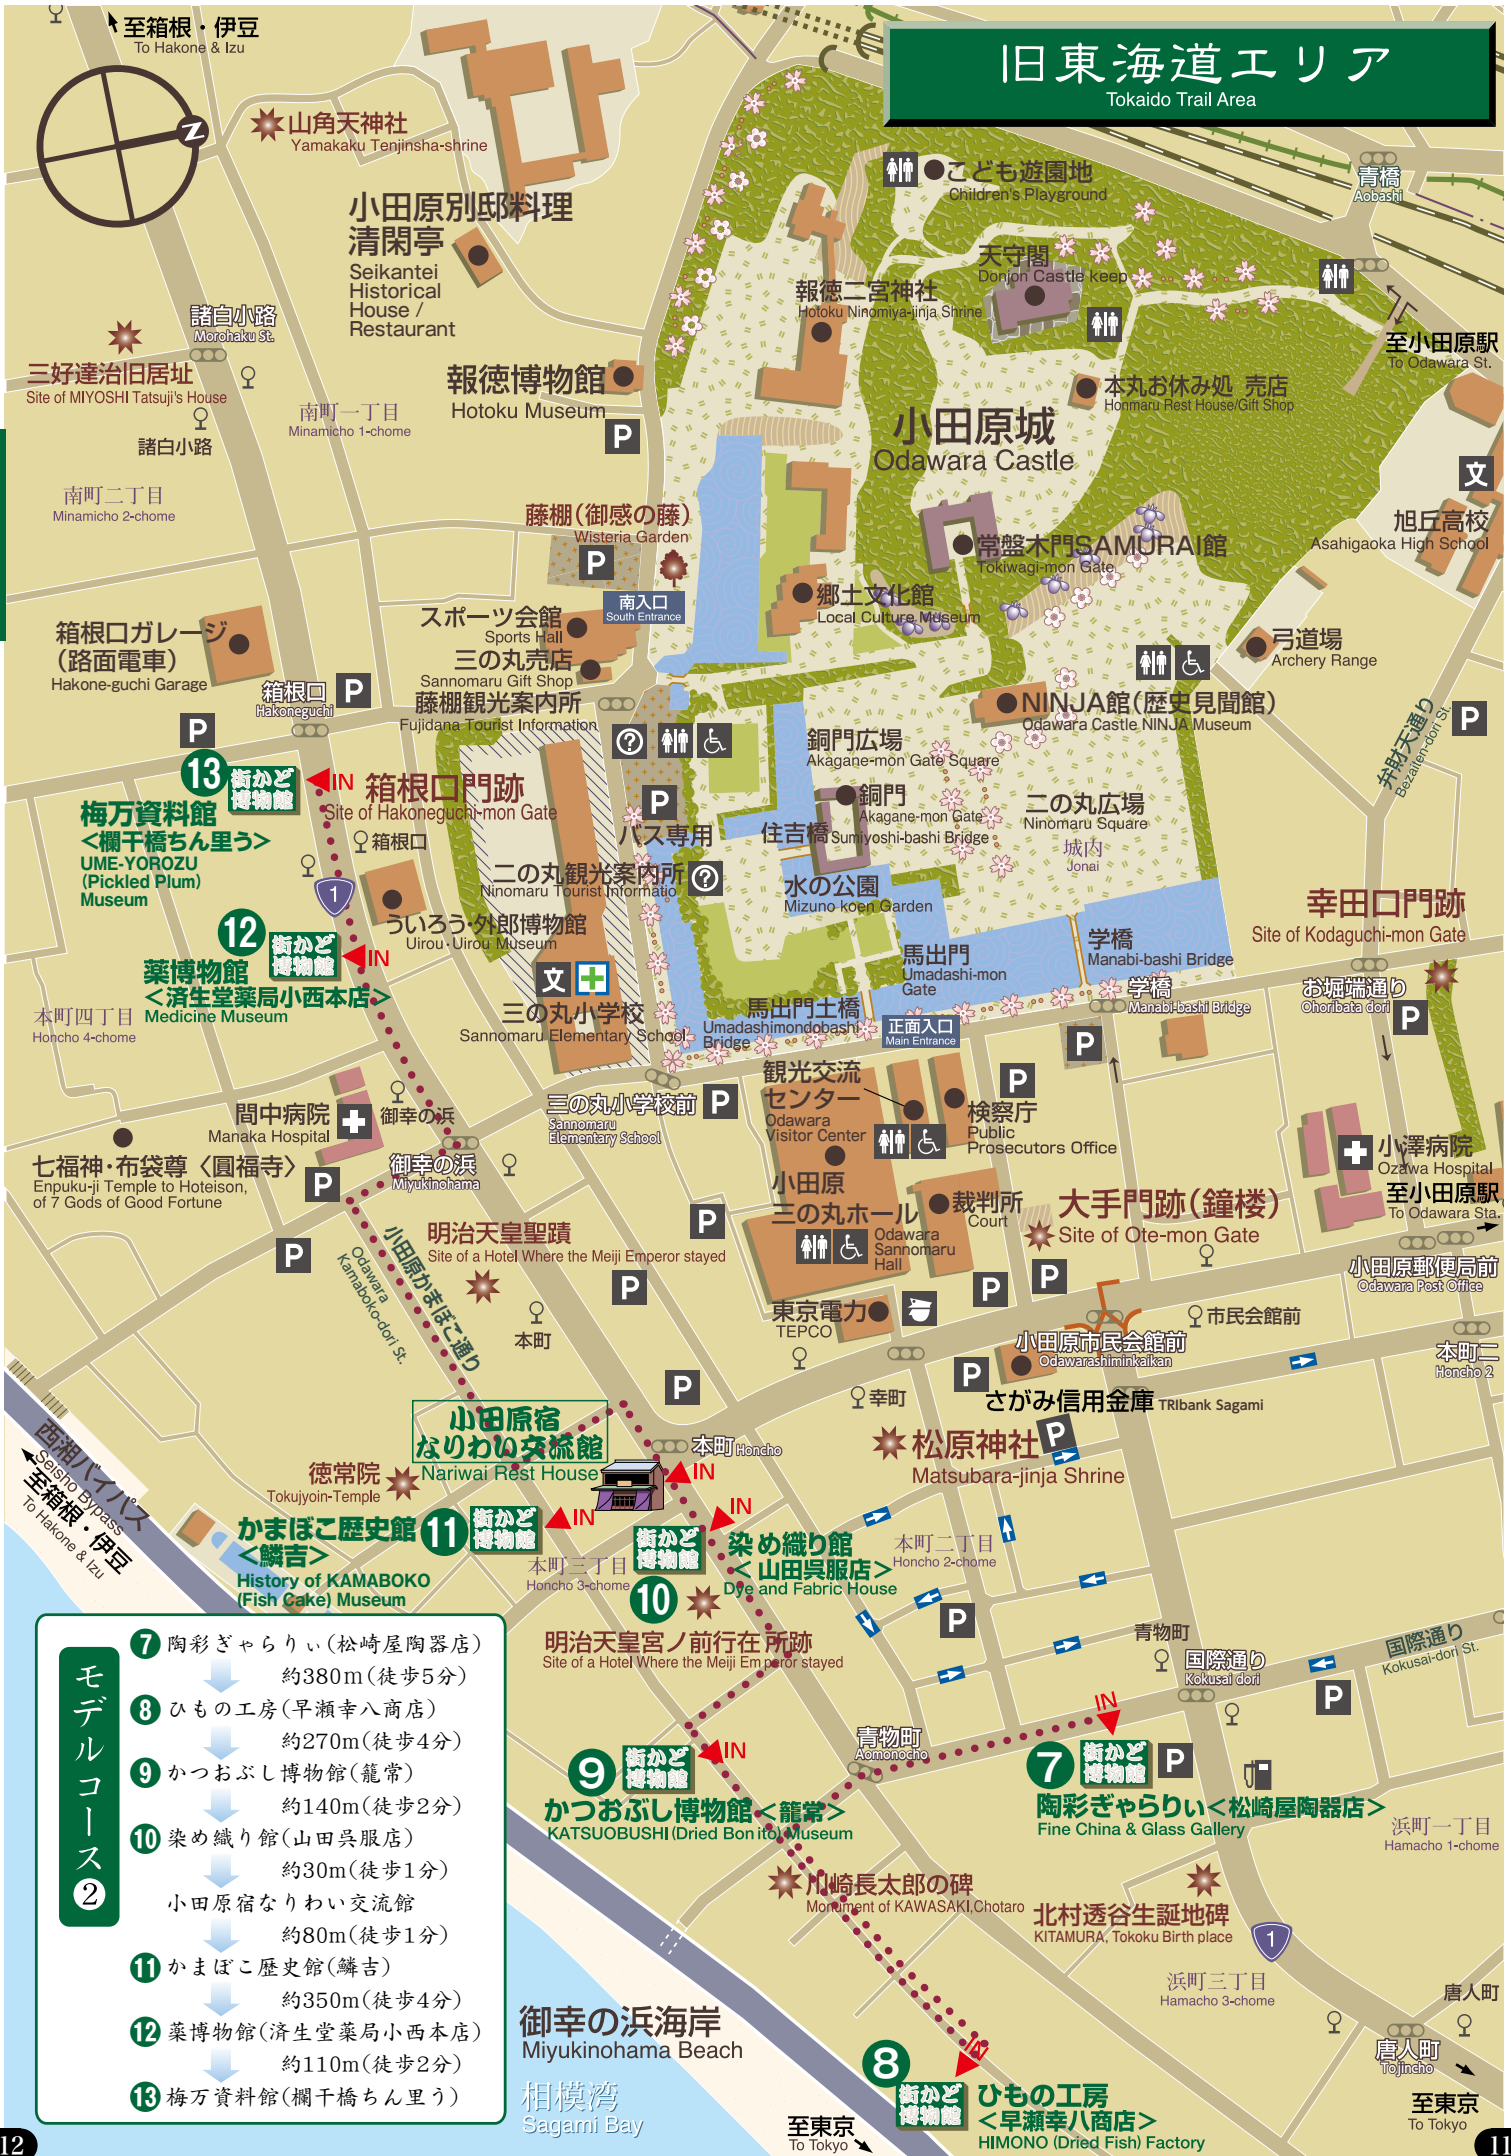 旧東海道エリア
Tokaido Trail Area
至箱根・伊豆
To Hakone & Izu
N
山角天神社
Yamakaku Tenjinsha-shrine
小田原別邸料理
清閑亭
Seikantei
Historical
House /
Restaurant
こども遊園地
Children's Playground
青橋
Aobashi
天守閣
Donjon Castle keep
報徳二宮神社
Hotoku Ninomiya-jinja Shrine
至小田原駅
To Odawara St.
諸白小路
Morohaku St.
三好達治旧居址
Site of MIYOSHI Tatsuji's House
諸白小路
南町一丁目
Minamicho 1-chome
報徳博物館
Hotoku Museum
P
本丸お休み処 売店
Honmaru Rest House/Gift Shop
小田原城
Odawara Castle
南町二丁目
Minamicho 2-chome
文
旭丘高校
Asahigaoka High School
藤棚(御感の藤)
Wisteria Garden
P
常盤木門SAMURAI館
Tokiwagi-mon Gate
南入口
South Entrance
郷土文化館
Local Culture Museum
スポーツ会館
Sports Hall
三の丸売店
Sannomaru Gift Shop
藤棚観光案内所
Fujidana Tourist Information
箱根口ガレージ
(路面電車)
Hakone-guchi Garage
箱根口
Hakoneguchi
P
P
弓道場
Archery Range
NINJA館(歴史見聞館)
Odawara Castle NINJA Museum
P
弁財天通り
Bezaiten-dori St.
?
銅門広場
Akagane-mon Gate Square
銅門
Akagane-mon Gate
住吉橋
Sumiyoshi-bashi Bridge
二の丸広場
Ninomaru Square
城内
Jonai
13
街かど
博物館
IN
梅万資料館
<欄干橋ちん里う>
UME-YOROZU
(Pickled Plum)
Museum
箱根口門跡
Site of Hakoneguchi-mon Gate
箱根口
P
バス専用
二の丸観光案内所
Ninomaru Tourist Informatio
?
水の公園
Mizuno koen Garden
1
ういろう・外郎博物館
Uirou・Uirou Museum
12
街かど
博物館
IN
薬博物館
<済生堂薬局小西本店>
Medicine Museum
本町四丁目
Honcho 4-chome
文
三の丸小学校
Sannomaru Elementary School
馬出門
Umadashi-mon
Gate
馬出門土橋
Umadashimondobashi
Bridge
正面入口
Main Entrance
学橋
Manabi-bashi Bridge
学橋
Manabi-bashi Bridge
幸田口門跡
Site of Kodaguchi-mon Gate
お堀端通り
Ohoribata dori
P
P
間中病院
Manaka Hospital
御幸の浜
三の丸小学校前
Sannomaru
Elementary School
P
観光交流
センター
Odawara
Visitor Center
P
検察庁
Public
Prosecutors Office
小澤病院
Ozawa Hospital
至小田原駅
To Odawara Sta.
七福神・布袋尊〈圓福寺〉
Enpuku-ji Temple to Hoteison,
of 7 Gods of Good Fortune
P
御幸の浜
Miyukinohama
小田原
三の丸ホール
Odawara
Sannomaru
Hall
裁判所
Court
大手門跡(鐘楼)
Site of Ote-mon Gate
小田原郵便局前
Odawara Post Office
P
小田原かまぼこ通り
Odawara
Kamaboko-dori St.
明治天皇聖蹟
Site of a Hotel Where the Meiji Emperor stayed
P
P
本町
東京電力
TEPCO
P
P
市民会館前
小田原市民会館前
Odawarashiminkaikan
本町二
Honcho 2
P
P
幸町
さがみ信用金庫 TRIbank Sagami
西湘バイパス
Seisho Bypass
至箱根・伊豆
To Hakone & Izu
小田原宿
なりわい交流館
Nariwai Rest House
本町 Honcho
IN
松原神社
Matsubara-jinja Shrine
P
徳常院
Tokujyoin-Temple
かまぼこ歴史館
<鱗吉>
History of KAMABOKO
(Fish Cake) Museum
11
街かど
博物館
IN
本町三丁目
Honcho 3-chome
街かど
博物館
10
IN
染め織り館
<山田呉服店>
Dye and Fabric House
本町二丁目
Honcho 2-chome
明治天皇宮ノ前行在所跡
Site of a Hotel Where the Meiji Emperor stayed
P
青物町
国際通り
Kokusai dori
国際通り
Kokusai-dori St.
P
青物町
Aomonocho
9
街かど
博物館
IN
かつおぶし博物館<籠常>
KATSUOBUSHI (Dried Bonito) Museum
IN
7
街かど
博物館
P
陶彩ぎゃらりぃ<松崎屋陶器店>
Fine China & Glass Gallery
浜町一丁目
Hamacho 1-chome
川崎長太郎の碑
Monument of KAWASAKI,Chotaro
北村透谷生誕地碑
KITAMURA, Tokoku Birth place
1
浜町三丁目
Hamacho 3-chome
唐人町
唐人町
Tojincho
至東京
To Tokyo
御幸の浜海岸
Miyukinohama Beach
相模湾
Sagami Bay
8
街かど
博物館
IN
ひもの工房
<早瀬幸八商店>
HIMONO (Dried Fish) Factory
至東京
To Tokyo
モデルコース2
7 陶彩ぎゃらりぃ(松崎屋陶器店)
約380m(徒歩5分)
8 ひもの工房(早瀬幸八商店)
約270m(徒歩4分)
9 かつおぶし博物館(籠常)
約140m(徒歩2分)
10 染め織り館(山田呉服店)
約30m(徒歩1分)
小田原宿なりわい交流館
約80m(徒歩1分)
11 かまぼこ歴史館(鱗吉)
約350m(徒歩4分)
12 薬博物館(済生堂薬局小西本店)
約110m(徒歩2分)
13 梅万資料館(欄干橋ちん里う)
12
11